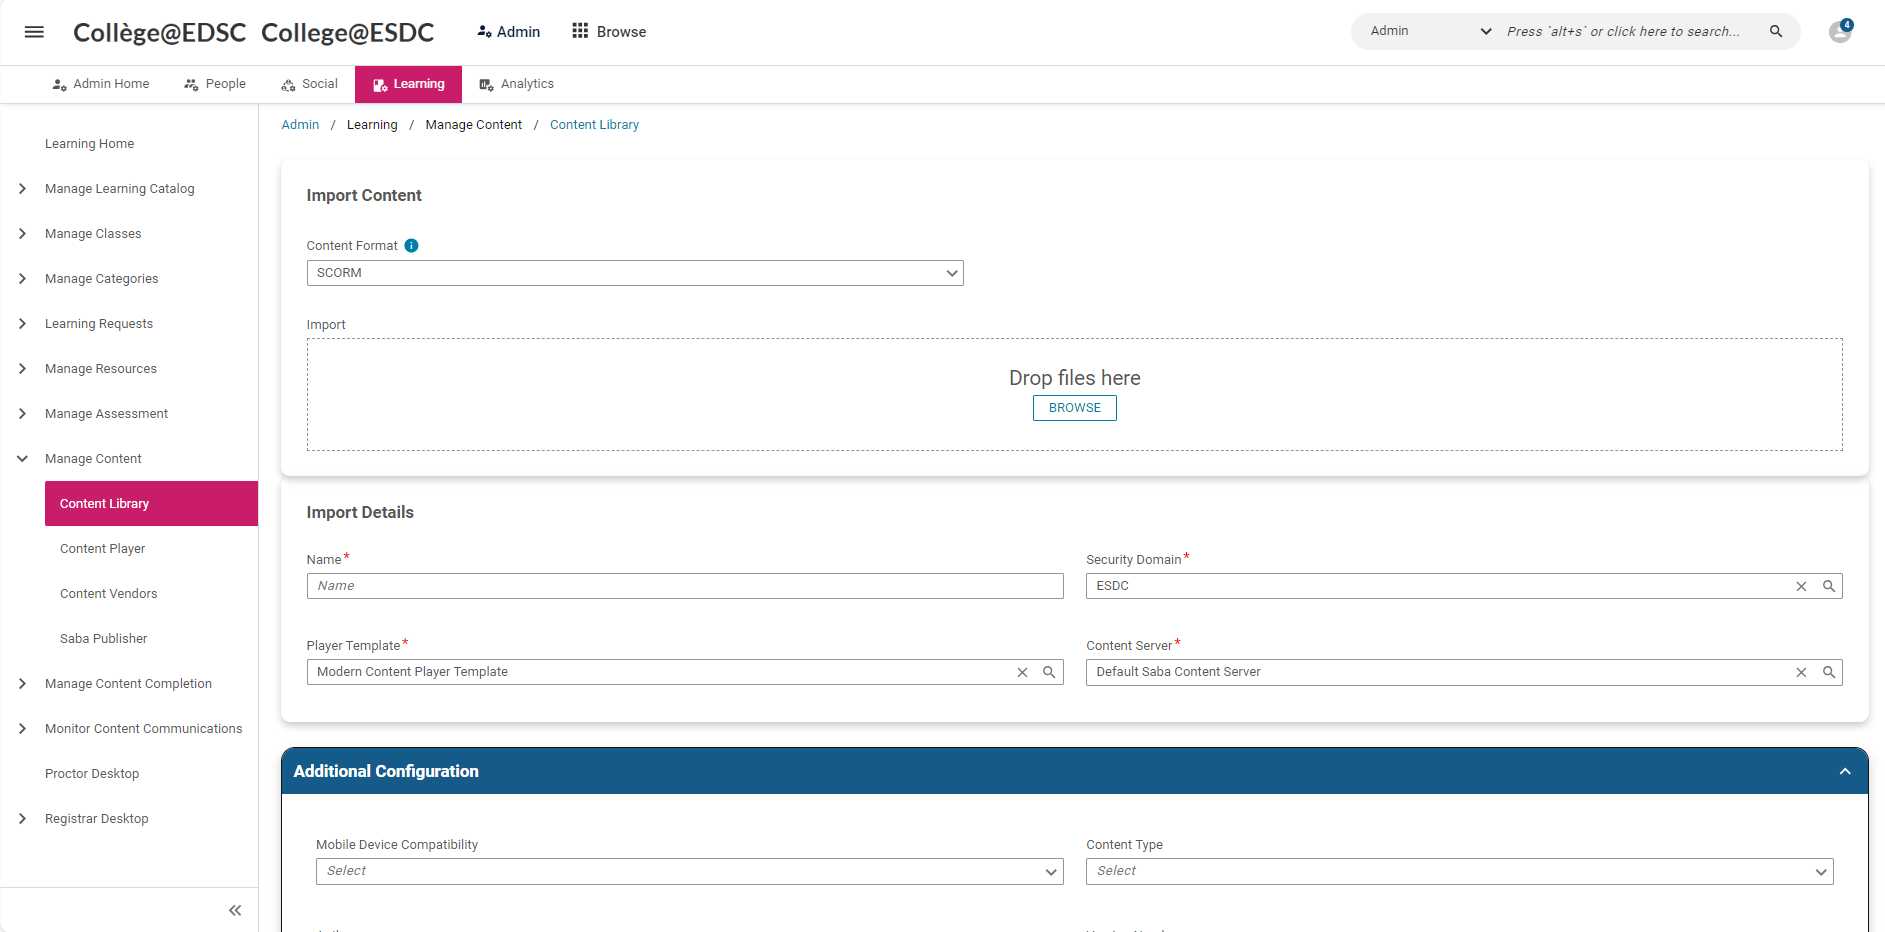 Collège@EDSC College@ESDC
Admin
Browse
Admin
Press `alt+s` or click here to search...
4
Admin Home
People
Social
Learning
Analytics
Admin / Learning / Manage Content / Content Library
Learning Home
Manage Learning Catalog
Manage Classes
Manage Categories
Learning Requests
Manage Resources
Manage Assessment
Manage Content
Content Library
Content Player
Content Vendors
Saba Publisher
Manage Content Completion
Monitor Content Communications
Proctor Desktop
Registrar Desktop
Import Content
Content Format
SCORM
Import
Drop files here
BROWSE
Import Details
Name*
Name
Security Domain*
ESDC
Player Template*
Modern Content Player Template
Content Server*
Default Saba Content Server
Additional Configuration
Mobile Device Compatibility
Select
Content Type
Select